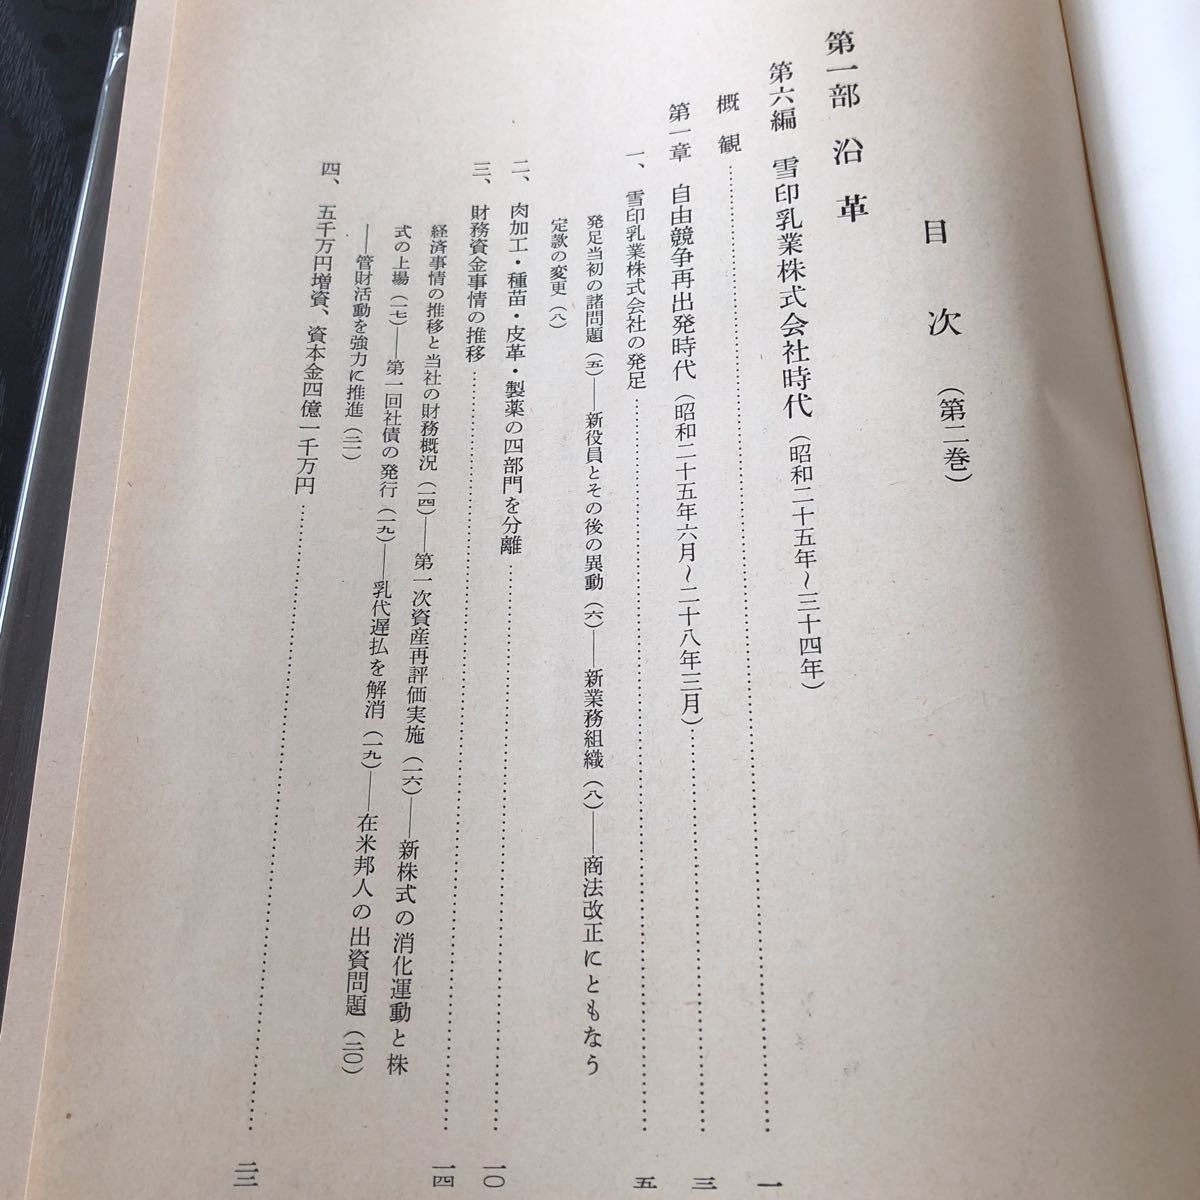 目次（第二巻）
第一部 沿革
第六編 雪印乳業株式会社時代（昭和二十五年～三十四年）
概観……………………一
第一章 自由競争再出発時代（昭和二十五年六月～二十八年三月）……………………三
一、雪印乳業株式会社の発足……………………五
発足当初の諸問題（五）――新役員とその後の異動（六）――新業務組織（八）――商法改正にともなう
定款の変更（八）
二、肉加工・種苗・皮革・製薬の四部門を分離……………………一〇
三、財務資金事情の推移……………………一四
経済事情の推移と当社の財務概況（一四）――第一次資産再評価実施（一六）――新株式の消化運動と株
式の上場（一七）――第一回社債の発行（一九）――乳代遅払を解消（一九）――在米邦人の出資問題（二〇）
――管財活動を強力に推進（二一）
四、五千万円増資、資本金四億一千万円……………………二三